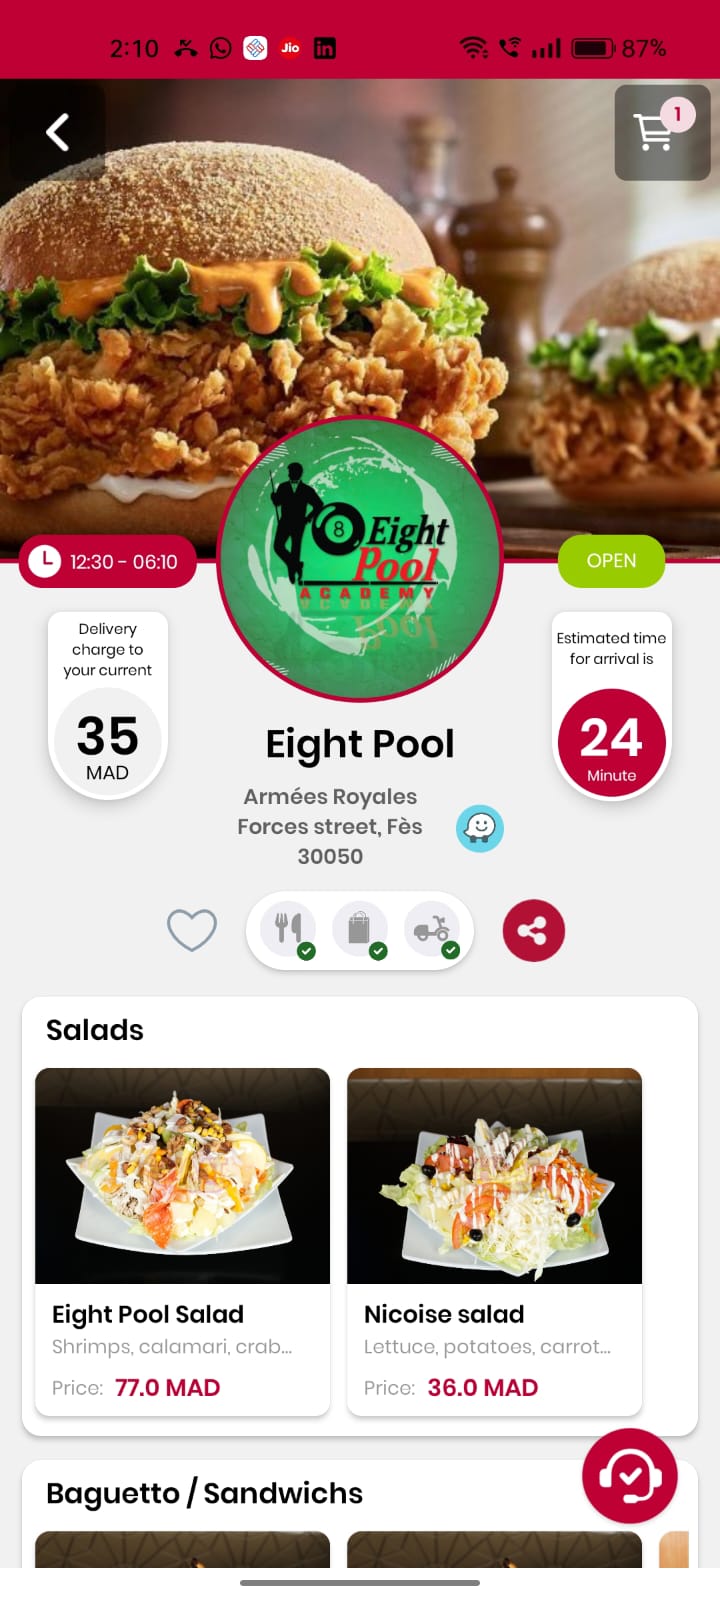 2:10
Jio
in
87%
1
8
Eight
Pool
ACADEMY
12:30 - 06:10
OPEN
Delivery
charge to
your current
35
MAD
Estimated time
for arrival is
24
Minute
Eight Pool
Armées Royales
Forces street, Fès
30050
Salads
Eight Pool Salad
Shrimps, calamari, crab...
Price: 77.0 MAD
Nicoise salad
Lettuce, potatoes, carrot...
Price: 36.0 MAD
Baguetto / Sandwichs